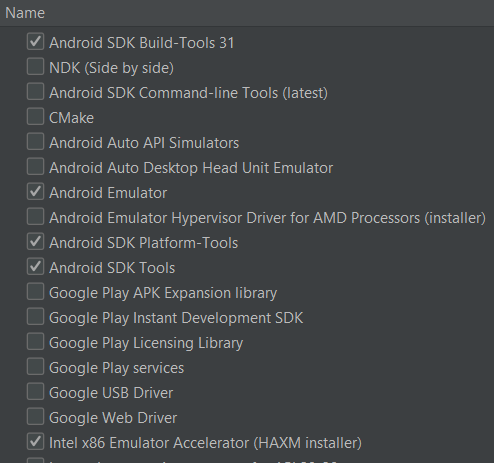 Name
Android SDK Build-Tools 31
NDK (Side by side)
Android SDK Command-line Tools (latest)
CMake
Android Auto API Simulators
Android Auto Desktop Head Unit Emulator
Android Emulator
Android Emulator Hypervisor Driver for AMD Processors (installer)
Android SDK Platform-Tools
Android SDK Tools
Google Play APK Expansion library
Google Play Instant Development SDK
Google Play Licensing Library
Google Play services
Google USB Driver
Google Web Driver
Intel x86 Emulator Accelerator (HAXM installer)